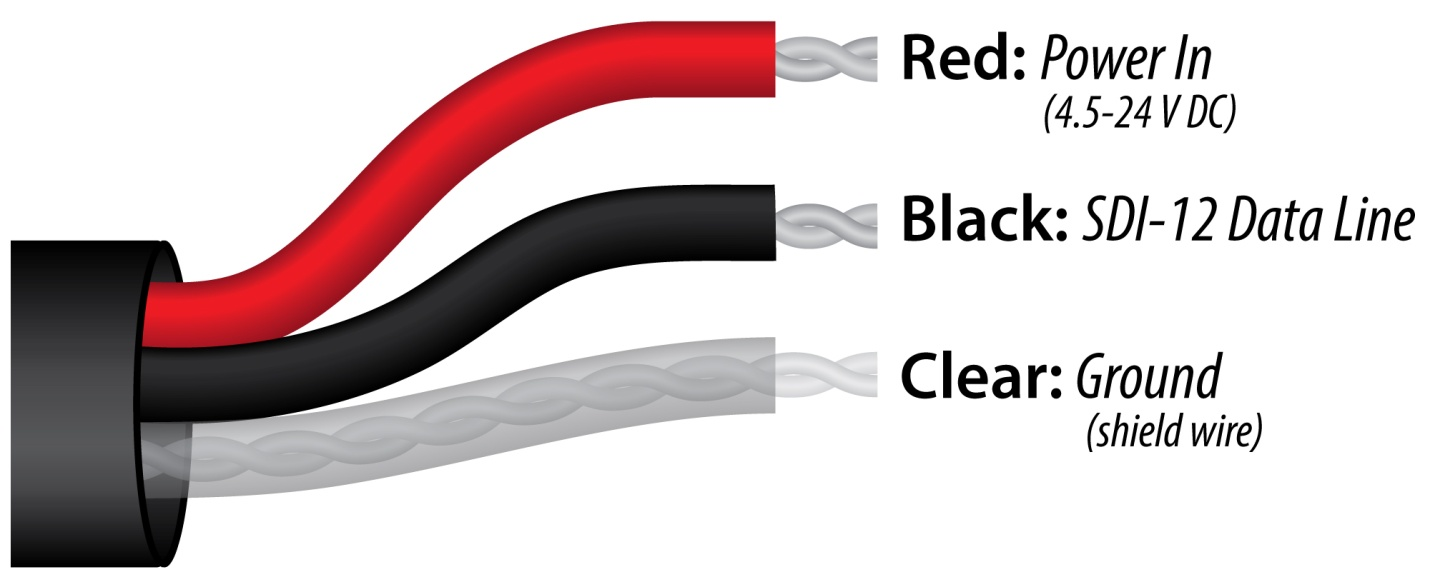 Red: Power In
(4.5-24 V DC)
Black: SDI-12 Data Line
Clear: Ground
(shield wire)